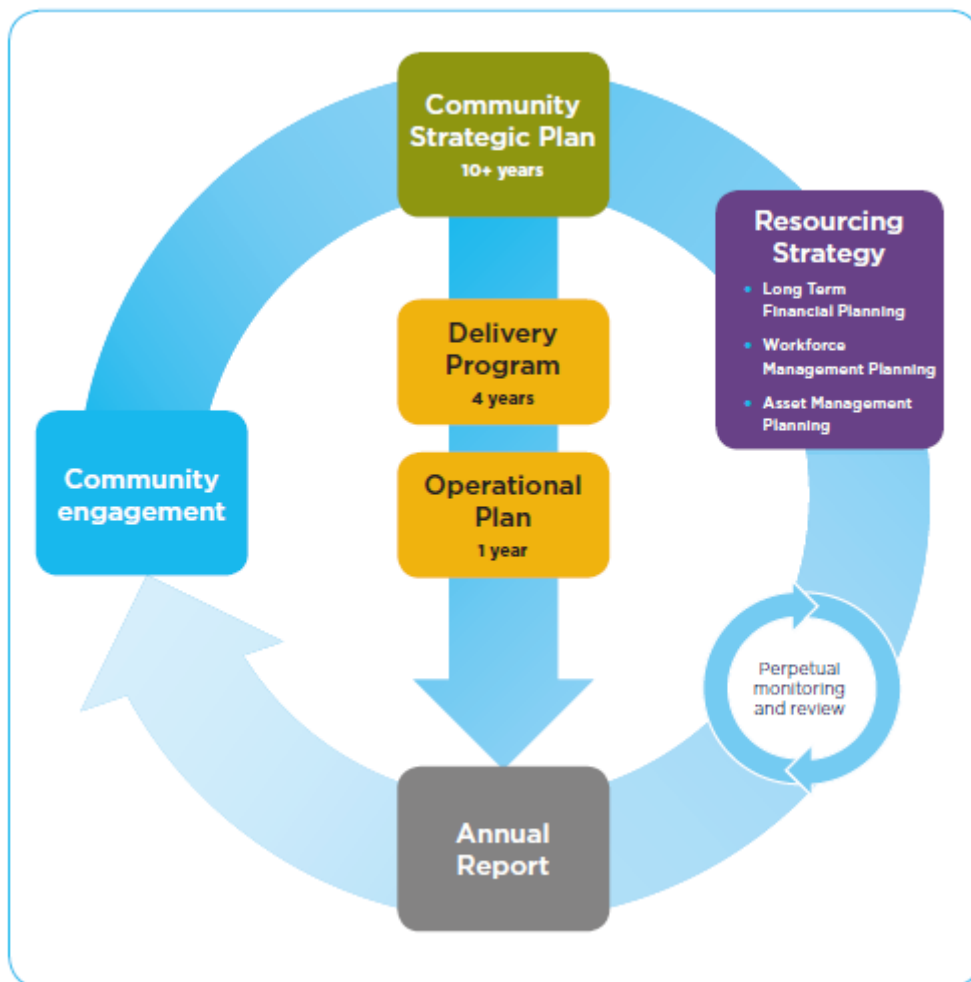 Community
Strategic Plan
10+ years
Resourcing
Strategy
• Long Term
Financial Planning
• Workforce
Management Planning
• Asset Management
Planning
Delivery
Program
4 years
Community
engagement
Operational
Plan
1 year
Perpetual
monitoring
and review
Annual
Report